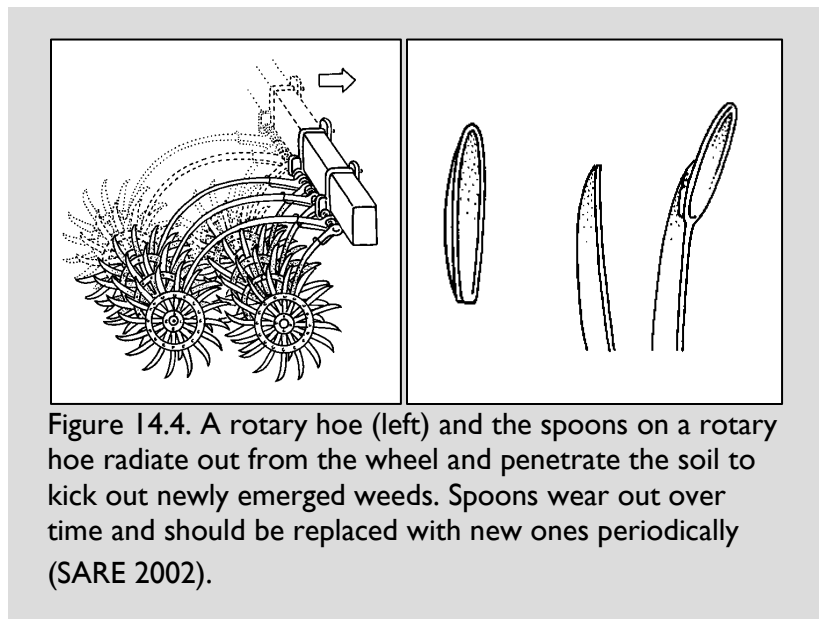 Figure 14.4. A rotary hoe (left) and the spoons on a rotary
hoe radiate out from the wheel and penetrate the soil to
kick out newly emerged weeds. Spoons wear out over
time and should be replaced with new ones periodically
(SARE 2002).